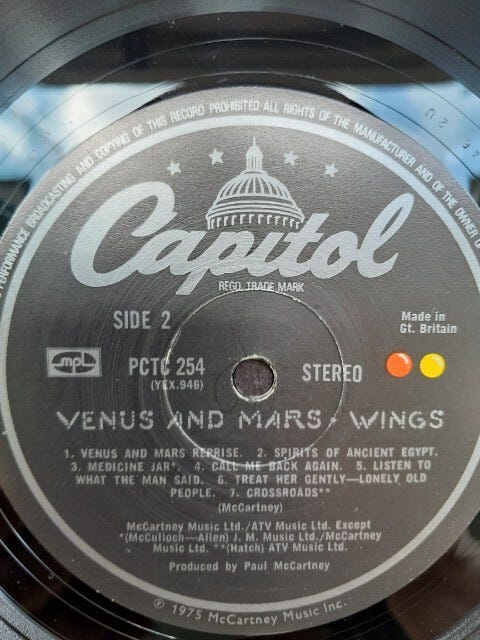 PERFORMANCE BROADCASTING AND COPYING OF THIS RECORD PROHIBITED·ALL RIGHTS OF THE MANUFACTURER AND OF THE OWNER OF
Capitol
REGD. TRADE MARK
SIDE 2
Made in
Gt. Britain
mpl
PCTC 254
(YEX.946)
STEREO
VENUS AND MARS · WINGS
1. VENUS AND MARS REPRISE. 2. SPIRITS OF ANCIENT EGYPT.
3. MEDICINE JAR*. 4. CALL ME BACK AGAIN. 5. LISTEN TO
WHAT THE MAN SAID. 6. TREAT HER GENTLY—LONELY OLD
PEOPLE. 7. CROSSROADS**
(McCartney)
McCartney Music Ltd./ATV Music Ltd. Except
*(McCulloch—Allen) J. M. Music Ltd./McCartney
Music Ltd. **(Hatch) ATV Music Ltd.
Produced by Paul McCartney
℗ 1975 McCartney Music Inc.